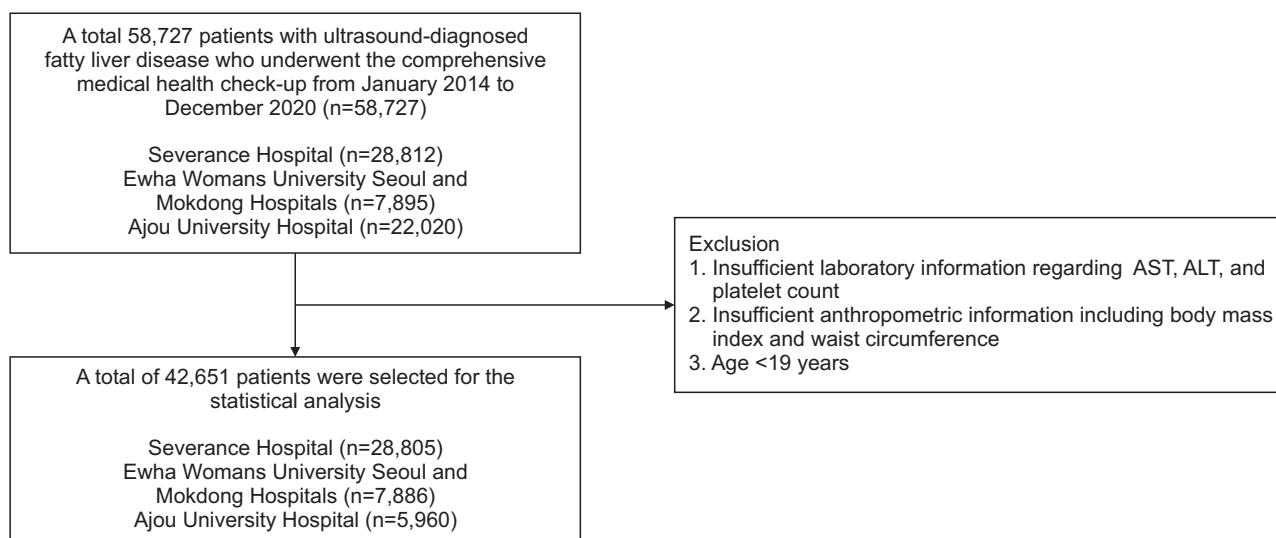 A total 58,727 patients with ultrasound-diagnosed
fatty liver disease who underwent the comprehensive
medical health check-up from January 2014 to
December 2020 (n=58,727)
Severance Hospital (n=28,812)
Ewha Womans University Seoul and
Mokdong Hospitals (n=7,895)
Ajou University Hospital (n=22,020)
Exclusion
1. Insufficient laboratory information regarding AST, ALT, and
platelet count
2. Insufficient anthropometric information including body mass
index and waist circumference
3. Age <19 years
A total of 42,651 patients were selected for the
statistical analysis
Severance Hospital (n=28,805)
Ewha Womans University Seoul and
Mokdong Hospitals (n=7,886)
Ajou University Hospital (n=5,960)